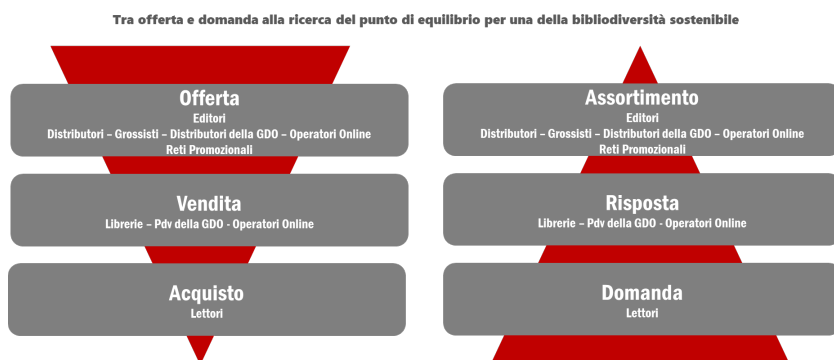 Tra offerta e domanda alla ricerca del punto di equilibrio per una della bibliodiversità sostenibile
Offerta
Editori
Distributori – Grossisti – Distributori della GDO – Operatori Online
Reti Promozionali
Vendita
Librerie – Pdv della GDO - Operatori Online
Acquisto
Lettori
Assortimento
Editori
Distributori – Grossisti – Distributori della GDO – Operatori Online
Reti Promozionali
Risposta
Librerie – Pdv della GDO - Operatori Online
Domanda
Lettori